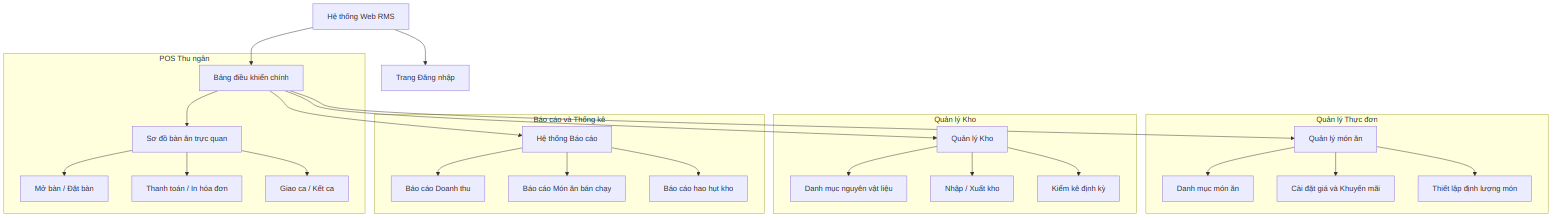 Hệ thống Web RMS
POS Thu ngân
Bảng điều khiển chính
Trang Đăng nhập
Báo cáo và Thống kê
Quản lý Kho
Quản lý Thực đơn
Sơ đồ bàn ăn trực quan
Hệ thống Báo cáo
Quản lý Kho
Quản lý món ăn
Mở bàn / Đặt bàn
Thanh toán / In hóa đơn
Giao ca / Kết ca
Báo cáo Doanh thu
Báo cáo Món ăn bán chạy
Báo cáo hao hụt kho
Danh mục nguyên vật liệu
Nhập / Xuất kho
Kiểm kê định kỳ
Danh mục món ăn
Cài đặt giá và Khuyến mãi
Thiết lập định lượng món